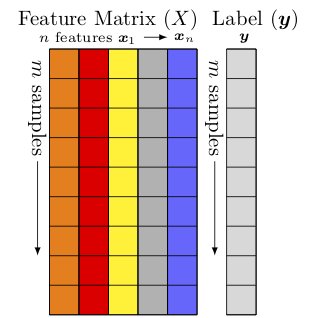 Feature Matrix (X) Label (y)
n features x₁ → xₙ y
m samples
m samples